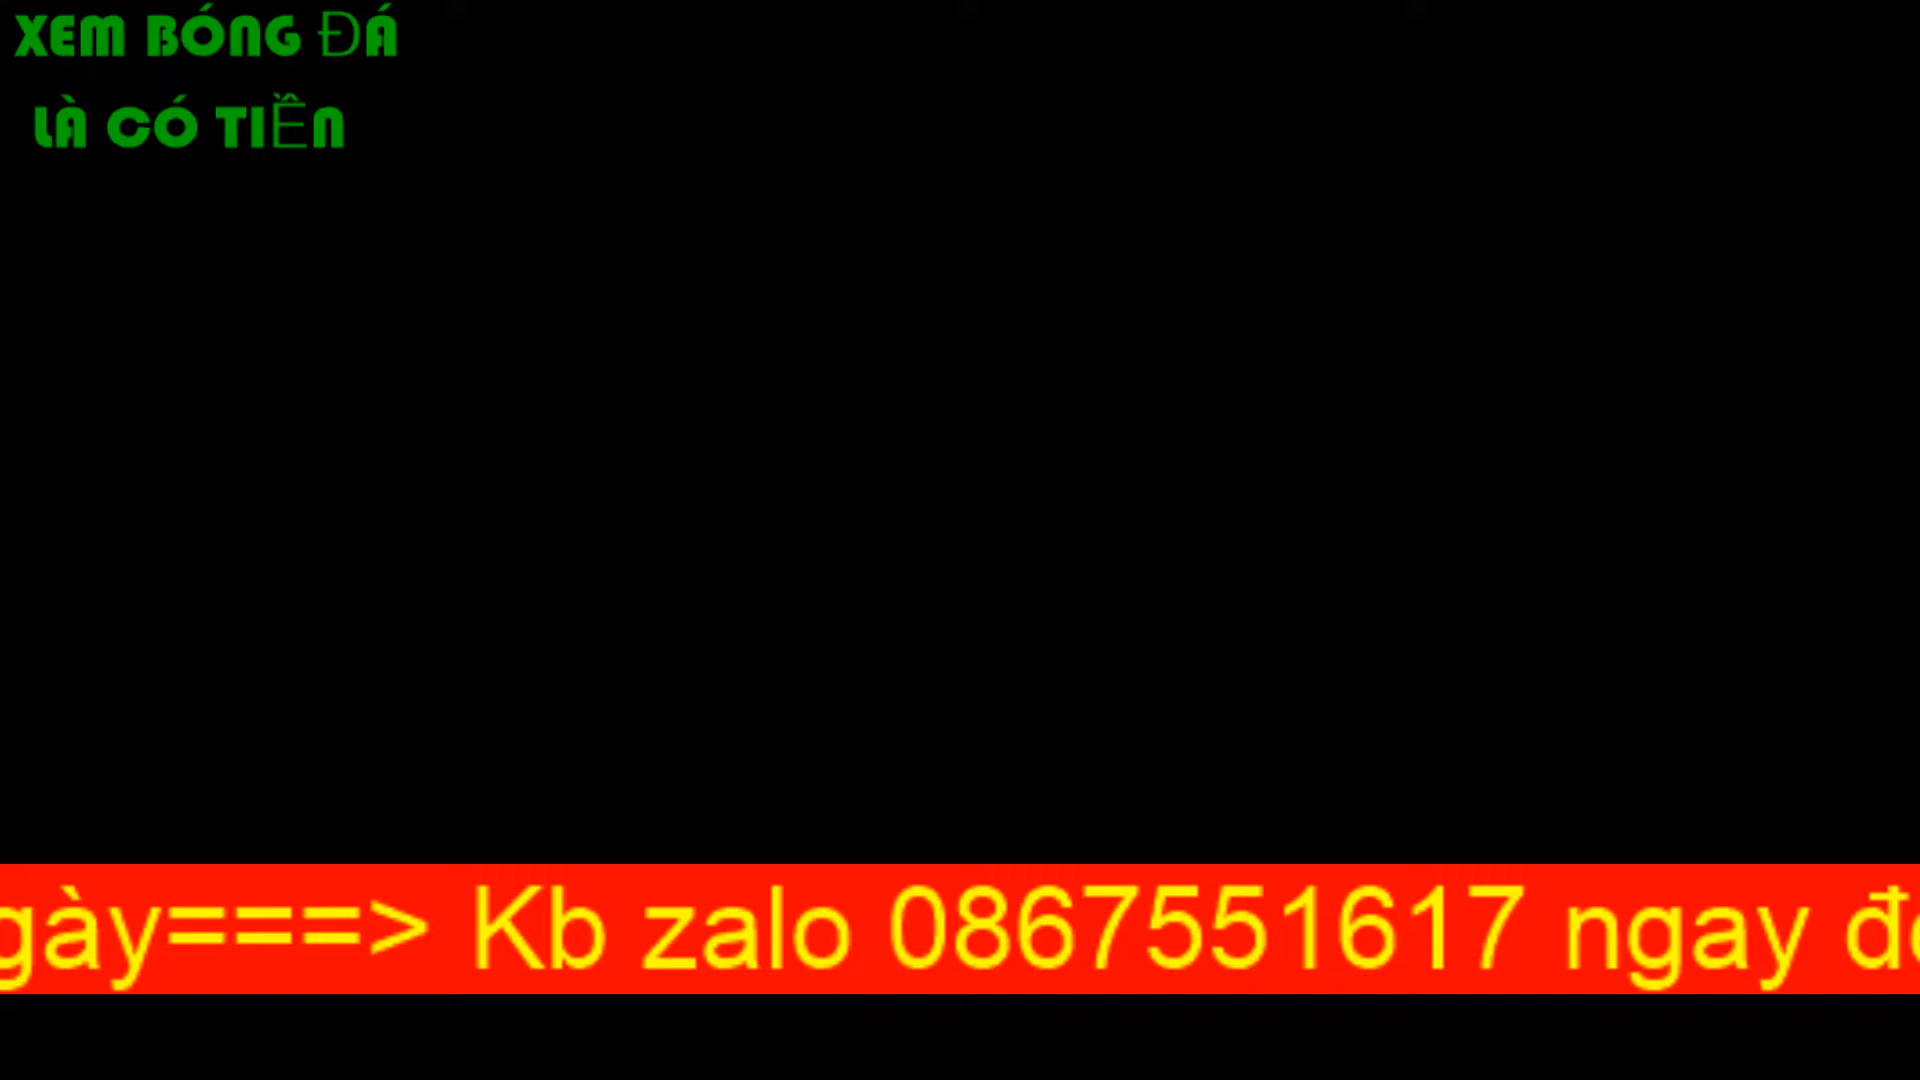 XEM BÓNG ĐÁ
LÀ CÓ TIỀN
gày===> Kb zalo 0867551617 ngay